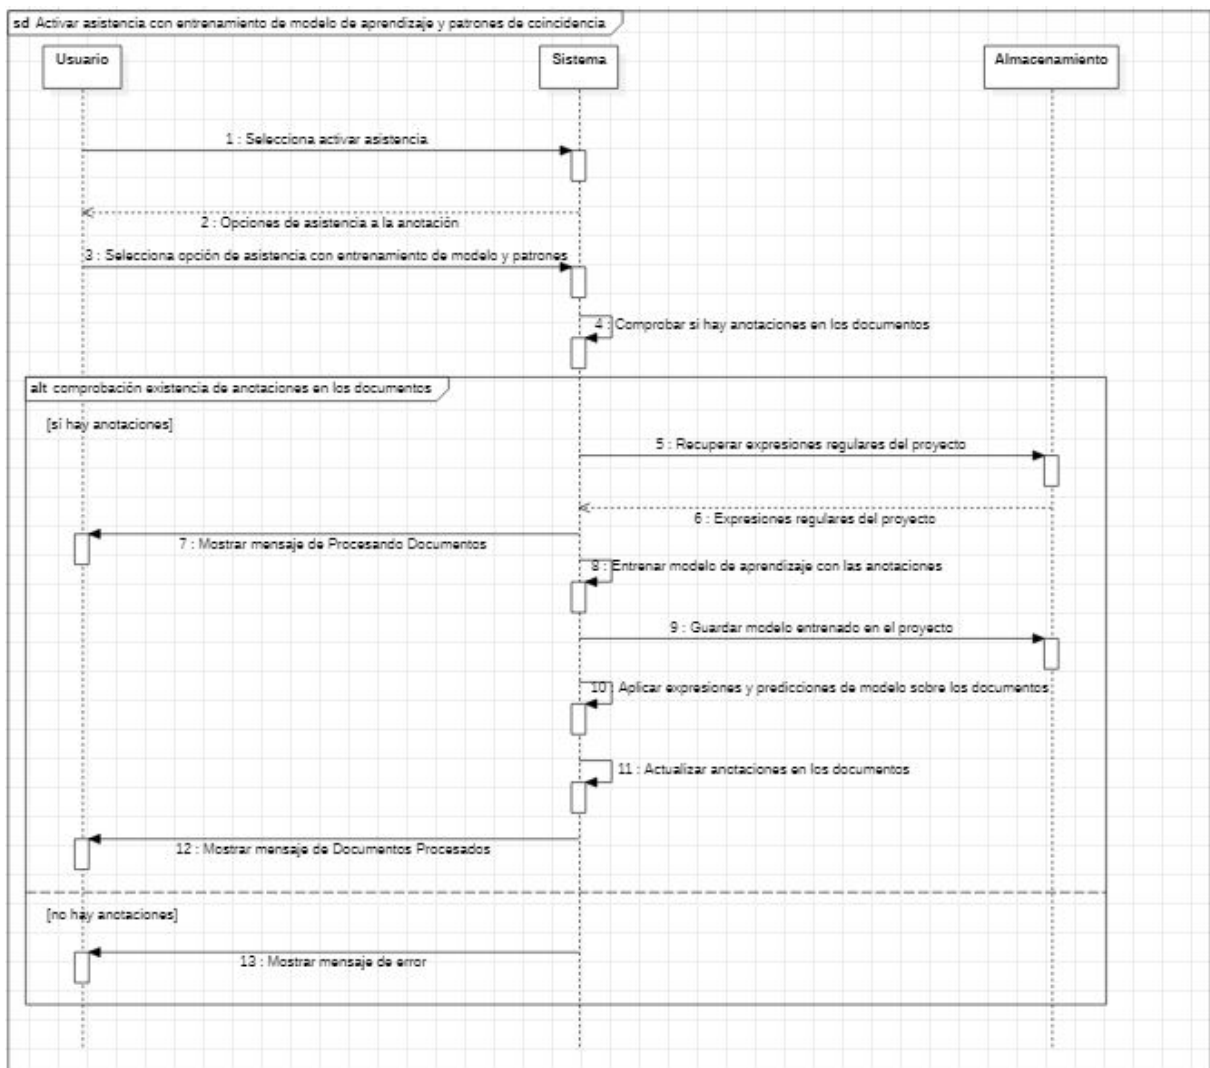 sd Activar asistencia con entrenamiento de modelo de aprendizaje y patrones de coincidencia
Usuario
Sistema
Almacenamiento
1 : Selecciona activar asistencia
2 : Opciones de asistencia a la anotación
3 : Selecciona opción de asistencia con entrenamiento de modelo y patrones
4 : Comprobar si hay anotaciones en los documentos
alt comprobación existencia de anotaciones en los documentos
[si hay anotaciones]
5 : Recuperar expresiones regulares del proyecto
6 : Expresiones regulares del proyecto
7 : Mostrar mensaje de Procesando Documentos
8 : Entrenar modelo de aprendizaje con las anotaciones
9 : Guardar modelo entrenado en el proyecto
10 : Aplicar expresiones y predicciones de modelo sobre los documentos
11 : Actualizar anotaciones en los documentos
12 : Mostrar mensaje de Documentos Procesados
[no hay anotaciones]
13 : Mostrar mensaje de error